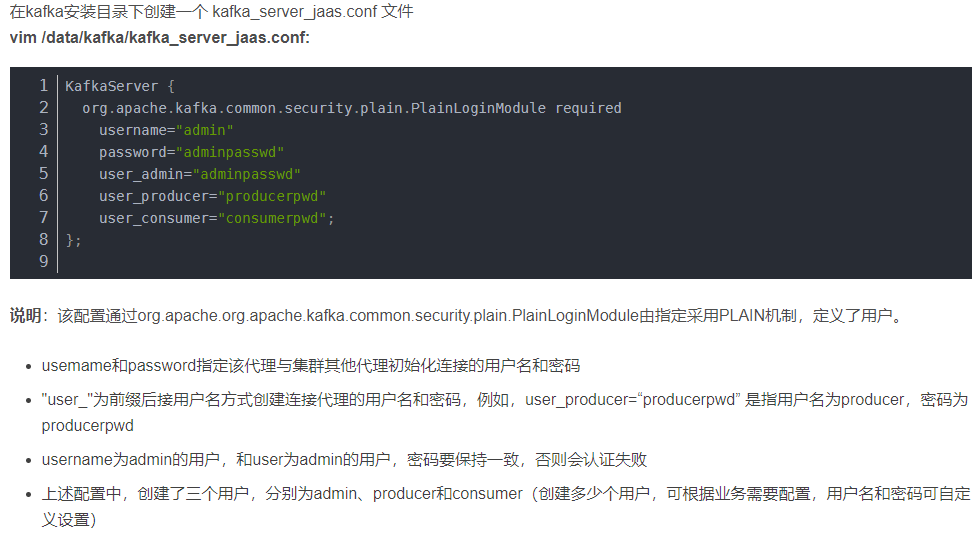 在kafka安装目录下创建一个 kafka_server_jaas.conf 文件
vim /data/kafka/kafka_server_jaas.conf:
1 KafkaServer {
2 org.apache.kafka.common.security.plain.PlainLoginModule required
3 username="admin"
4 password="adminpasswd"
5 user_admin="adminpasswd"
6 user_producer="producerpwd"
7 user_consumer="consumerpwd";
8 };
9
说明：该配置通过org.apache.org.apache.kafka.common.security.plain.PlainLoginModule由指定采用PLAIN机制，定义了用户。
• usemame和password指定该代理与集群其他代理初始化连接的用户名和密码
• "user_"为前缀后接用户名方式创建连接代理的用户名和密码，例如，user_producer=“producerpwd” 是指用户名为producer，密码为
producerpwd
• username为admin的用户，和user为admin的用户，密码要保持一致，否则会认证失败
• 上述配置中，创建了三个用户，分别为admin、producer和consumer（创建多少个用户，可根据业务需要配置，用户名和密码可自定
义设置）